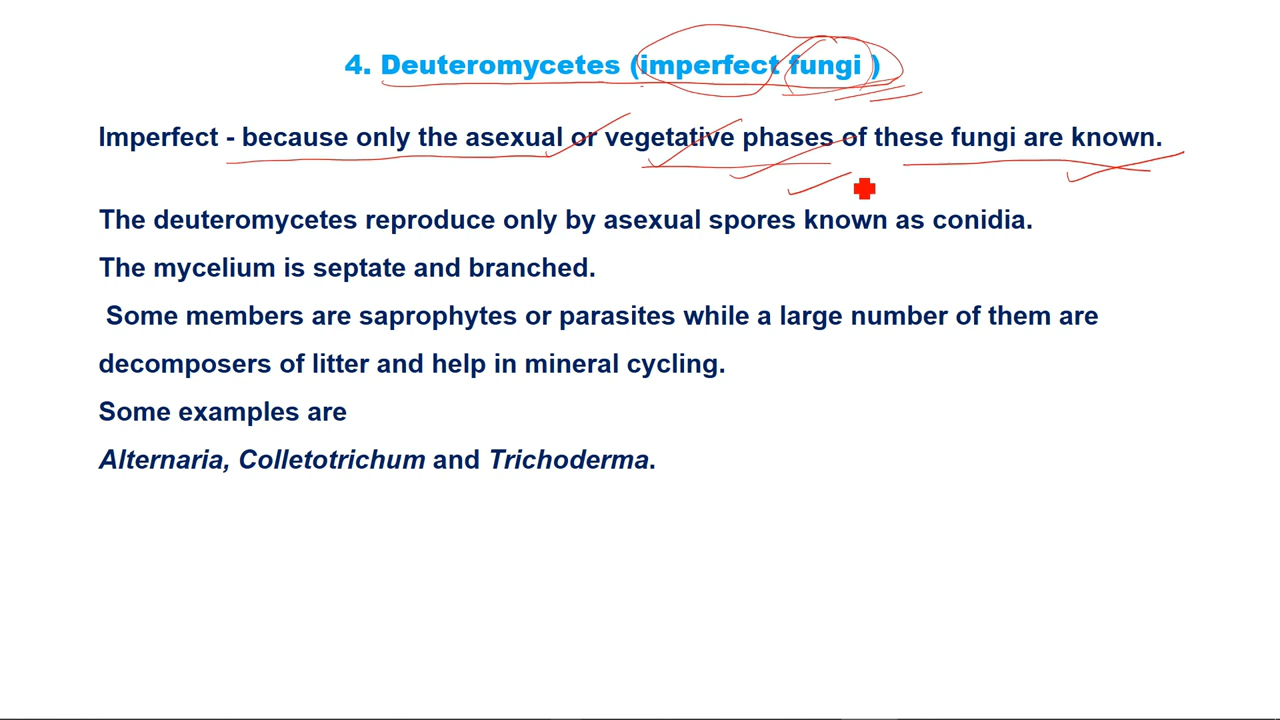 4. Deuteromycetes (imperfect fungi )
Imperfect - because only the asexual or vegetative phases of these fungi are known.
The deuteromycetes reproduce only by asexual spores known as conidia.
The mycelium is septate and branched.
Some members are saprophytes or parasites while a large number of them are
decomposers of litter and help in mineral cycling.
Some examples are
Alternaria, Colletotrichum and Trichoderma.